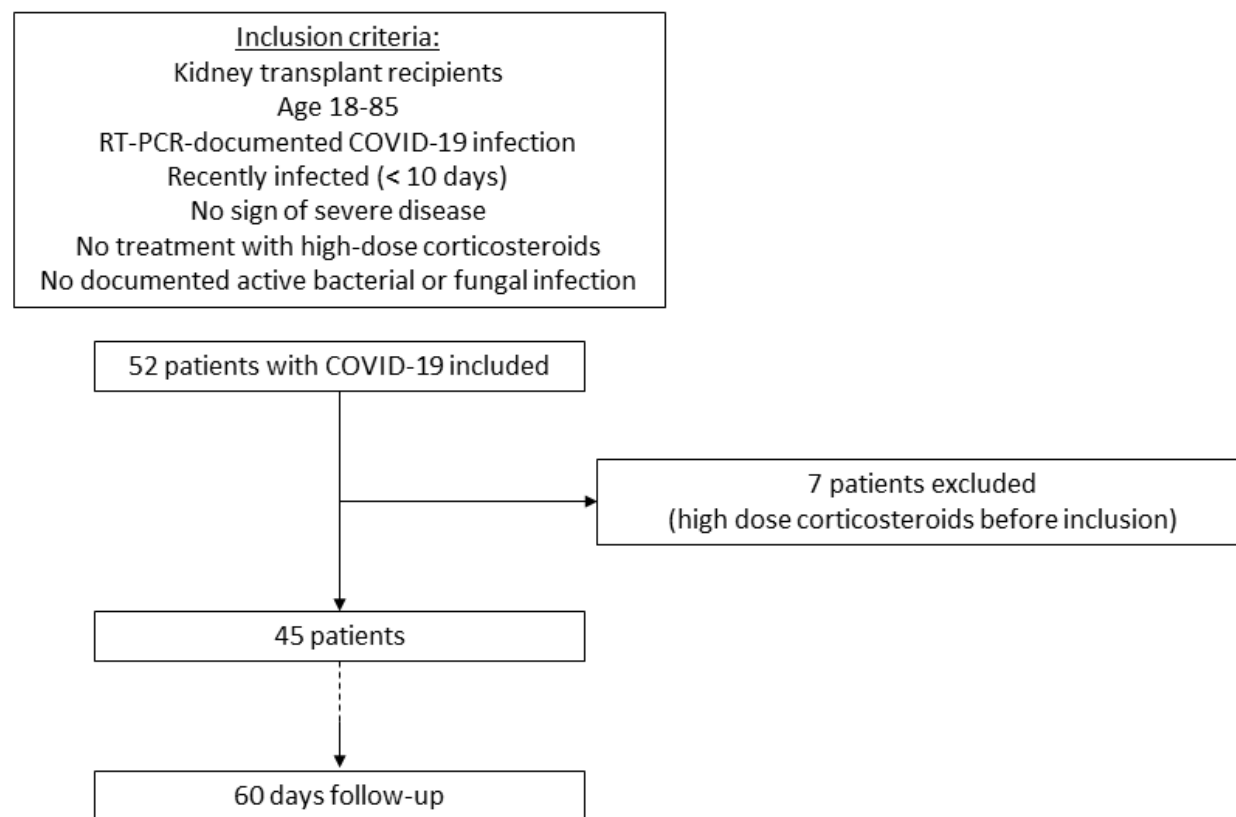 Inclusion criteria:
Kidney transplant recipients
Age 18-85
RT-PCR-documented COVID-19 infection
Recently infected (< 10 days)
No sign of severe disease
No treatment with high-dose corticosteroids
No documented active bacterial or fungal infection
52 patients with COVID-19 included
7 patients excluded
(high dose corticosteroids before inclusion)
45 patients
60 days follow-up